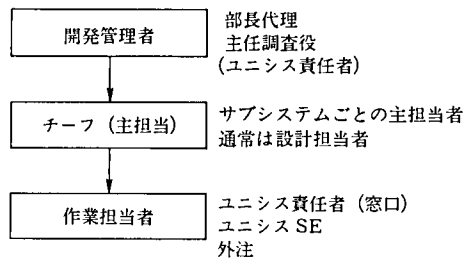 開発管理者
部長代理
主任調査役
(ユニシス責任者)
チーフ（主担当）
サブシステムごとの主担当者
通常は設計担当者
作業担当者
ユニシス責任者（窓口）
ユニシス SE
外注